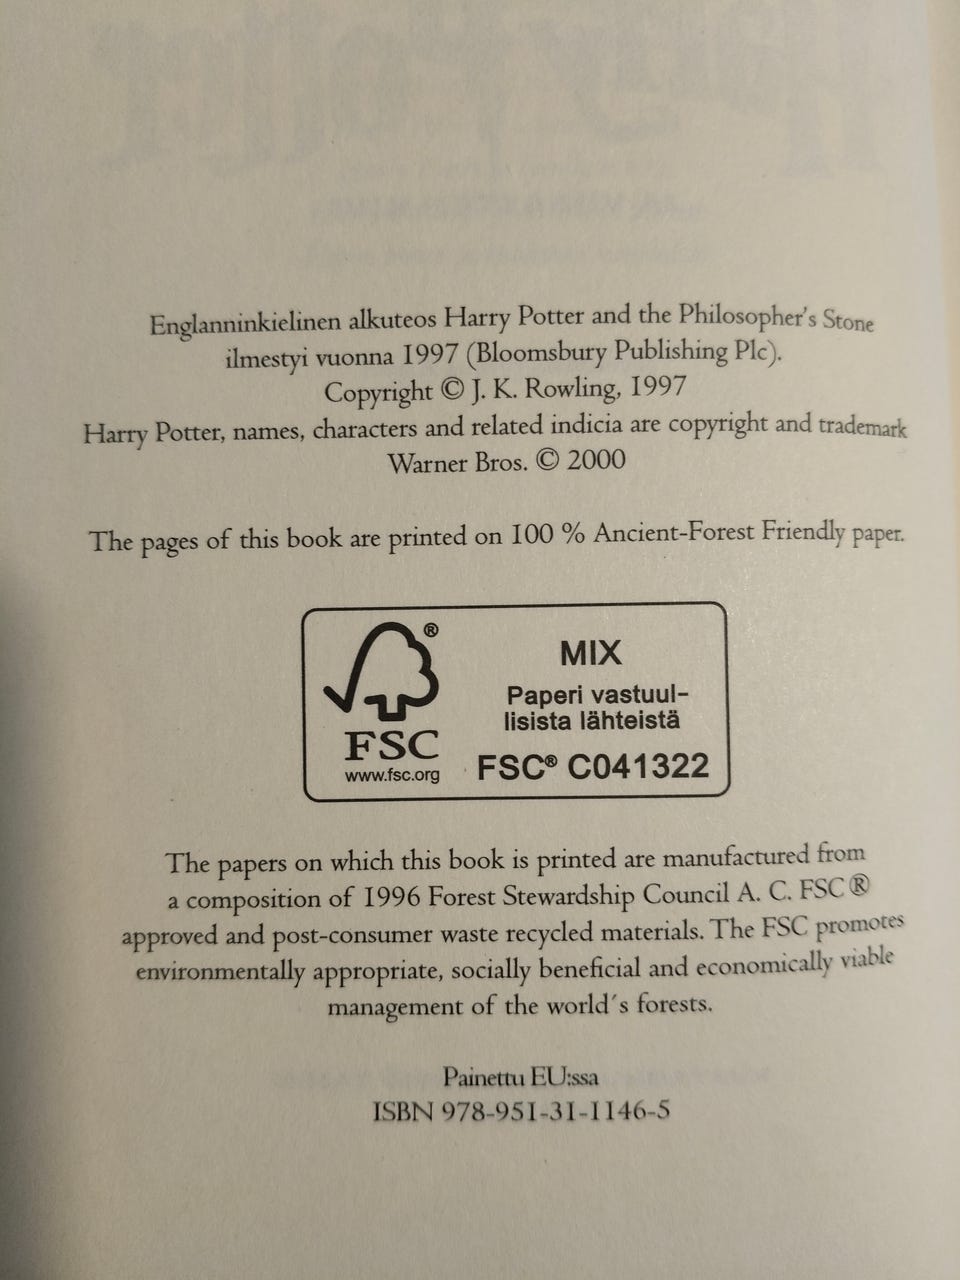 Englanninkielinen alkuteos Harry Potter and the Philosopher's Stone
ilmestyi vuonna 1997 (Bloomsbury Publishing Plc).
Copyright © J. K. Rowling, 1997
Harry Potter, names, characters and related indicia are copyright and trademark
Warner Bros. © 2000
The pages of this book are printed on 100 % Ancient-Forest Friendly paper.
®
FSC
www.fsc.org
MIX
Paperi vastuul-
lisista lähteistä
FSC® C041322
The papers on which this book is printed are manufactured from
a composition of 1996 Forest Stewardship Council A. C. FSC®
approved and post-consumer waste recycled materials. The FSC promotes
environmentally appropriate, socially beneficial and economically viable
management of the world´s forests.
Painettu EU:ssa
ISBN 978-951-31-1146-5